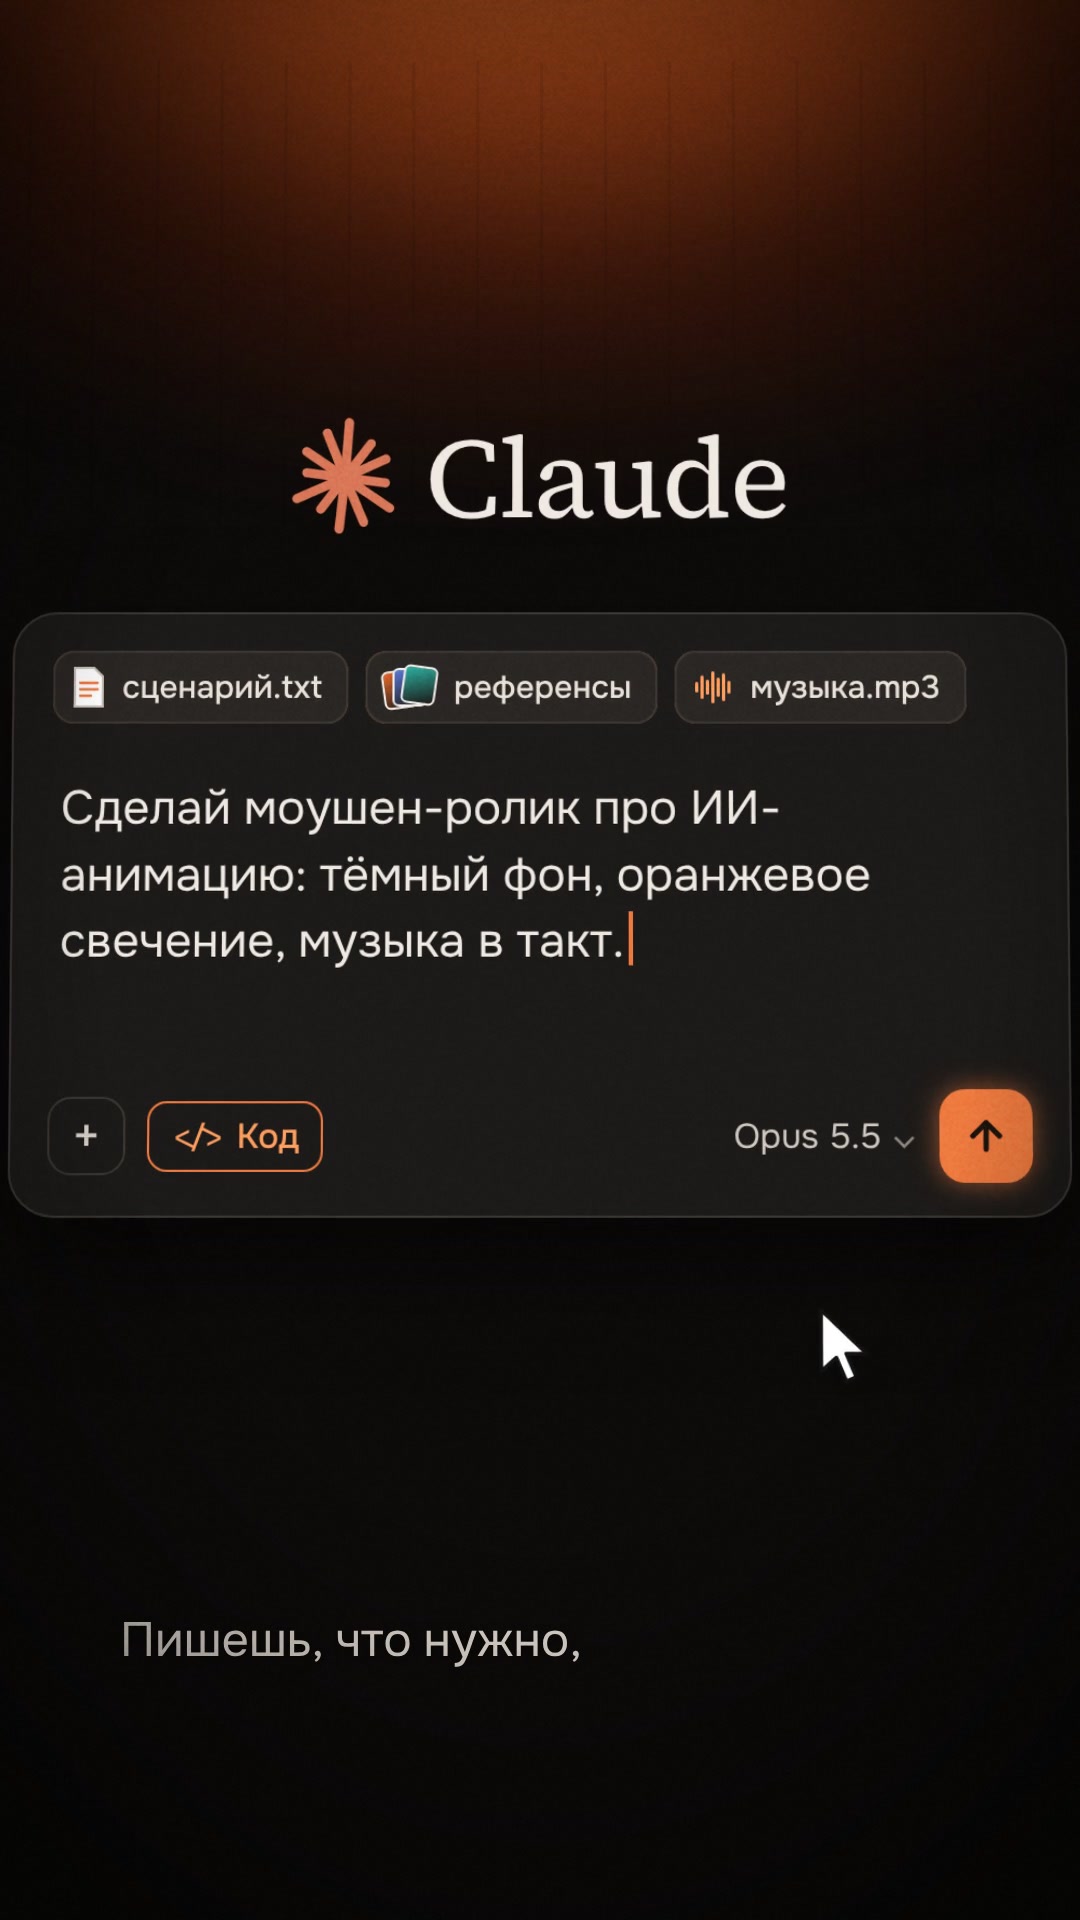 Claude
сценарий.txt
референсы
музыка.mp3
Сделай моушен-ролик про ИИ-
анимацию: тёмный фон, оранжевое
свечение, музыка в такт.
+
</> Код
Opus 5.5
Пишешь, что нужно,